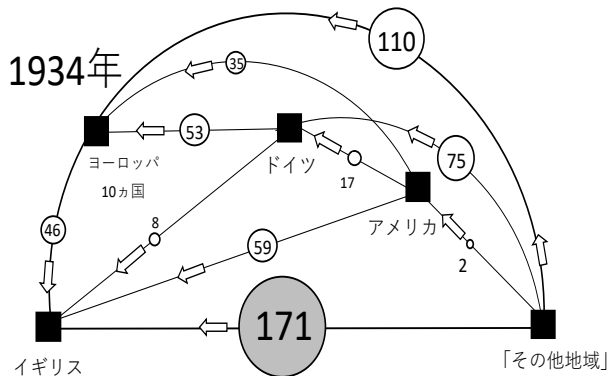 110
1934年
35
53
ヨーロッパ
10ヵ国
ドイツ
17
75
アメリカ
46
8
59
2
171
イギリス
「その他地域」